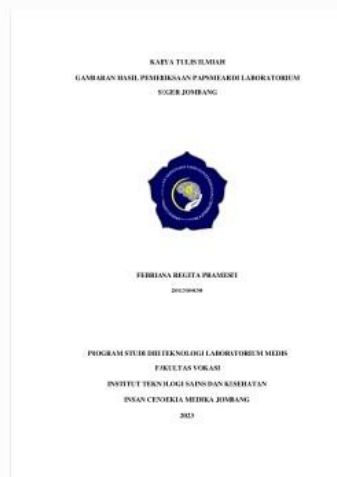 KARYA TULIS ILMIAH
GAMBARAN HASIL PEMERIKSAAN PAPSMEAR DI LABORATORIUM
SEGER JOMBANG
FEBRIANA REGITA PRAMESTI
PROGRAM STUDI DIII TEKNOLOGI LABORATORIUM MEDIS
FAKULTAS VOKASI
INSTITUT TEKNOLOGI SAINS DAN KESEHATAN
INSAN CENDEKIA MEDIKA JOMBANG
2023